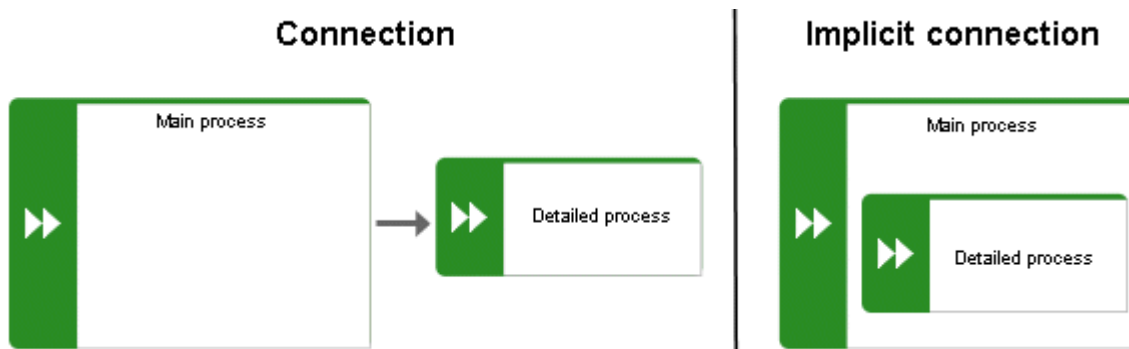 Connection
Main process
Detailed process
Implicit connection
Main process
Detailed process